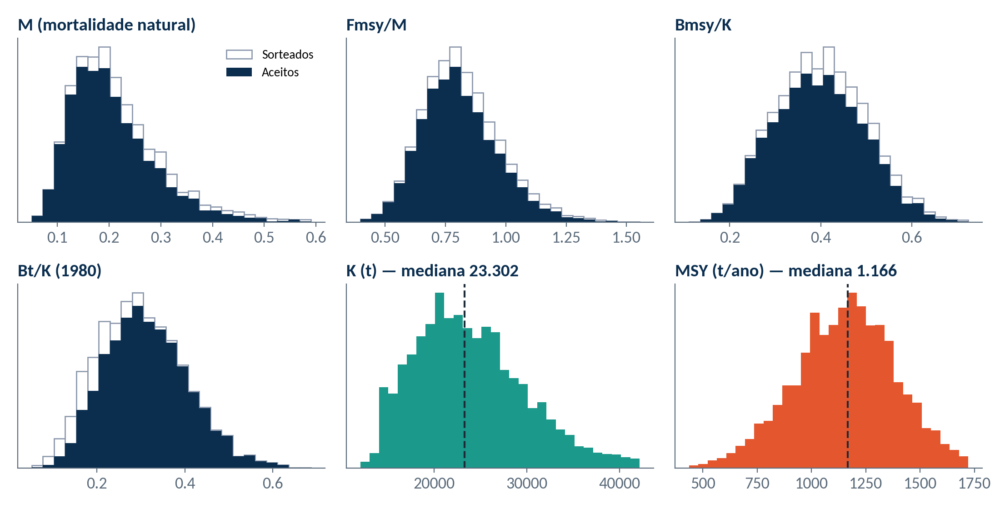 M (mortalidade natural)
Fmsy/M
Bmsy/K
Sorteados
Aceitos
0.1 0.2 0.3 0.4 0.5 0.6
0.50 0.75 1.00 1.25 1.50
0.2 0.4 0.6
Bt/K (1980)
K (t) — mediana 23.302
MSY (t/ano) — mediana 1.166
0.2 0.4 0.6
20000 30000 40000
500 750 1000 1250 1500 1750